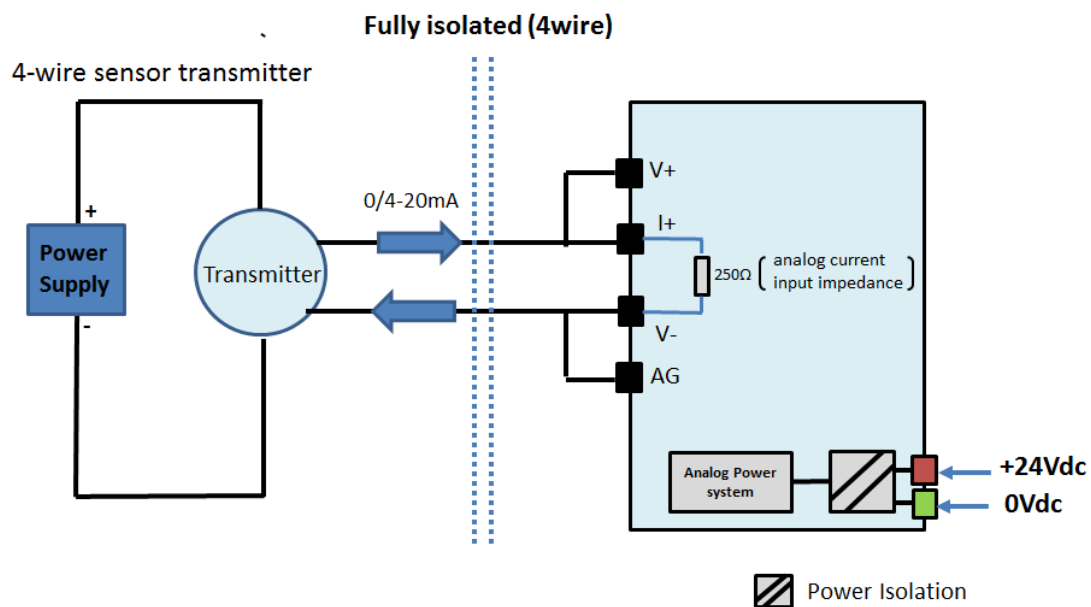 Fully isolated (4wire)
4-wire sensor transmitter
V+
0/4-20mA
I+
+
Power
Supply
-
Transmitter
250Ω
analog current
input impedance
V-
AG
Analog Power
system
+24Vdc
0Vdc
Power Isolation